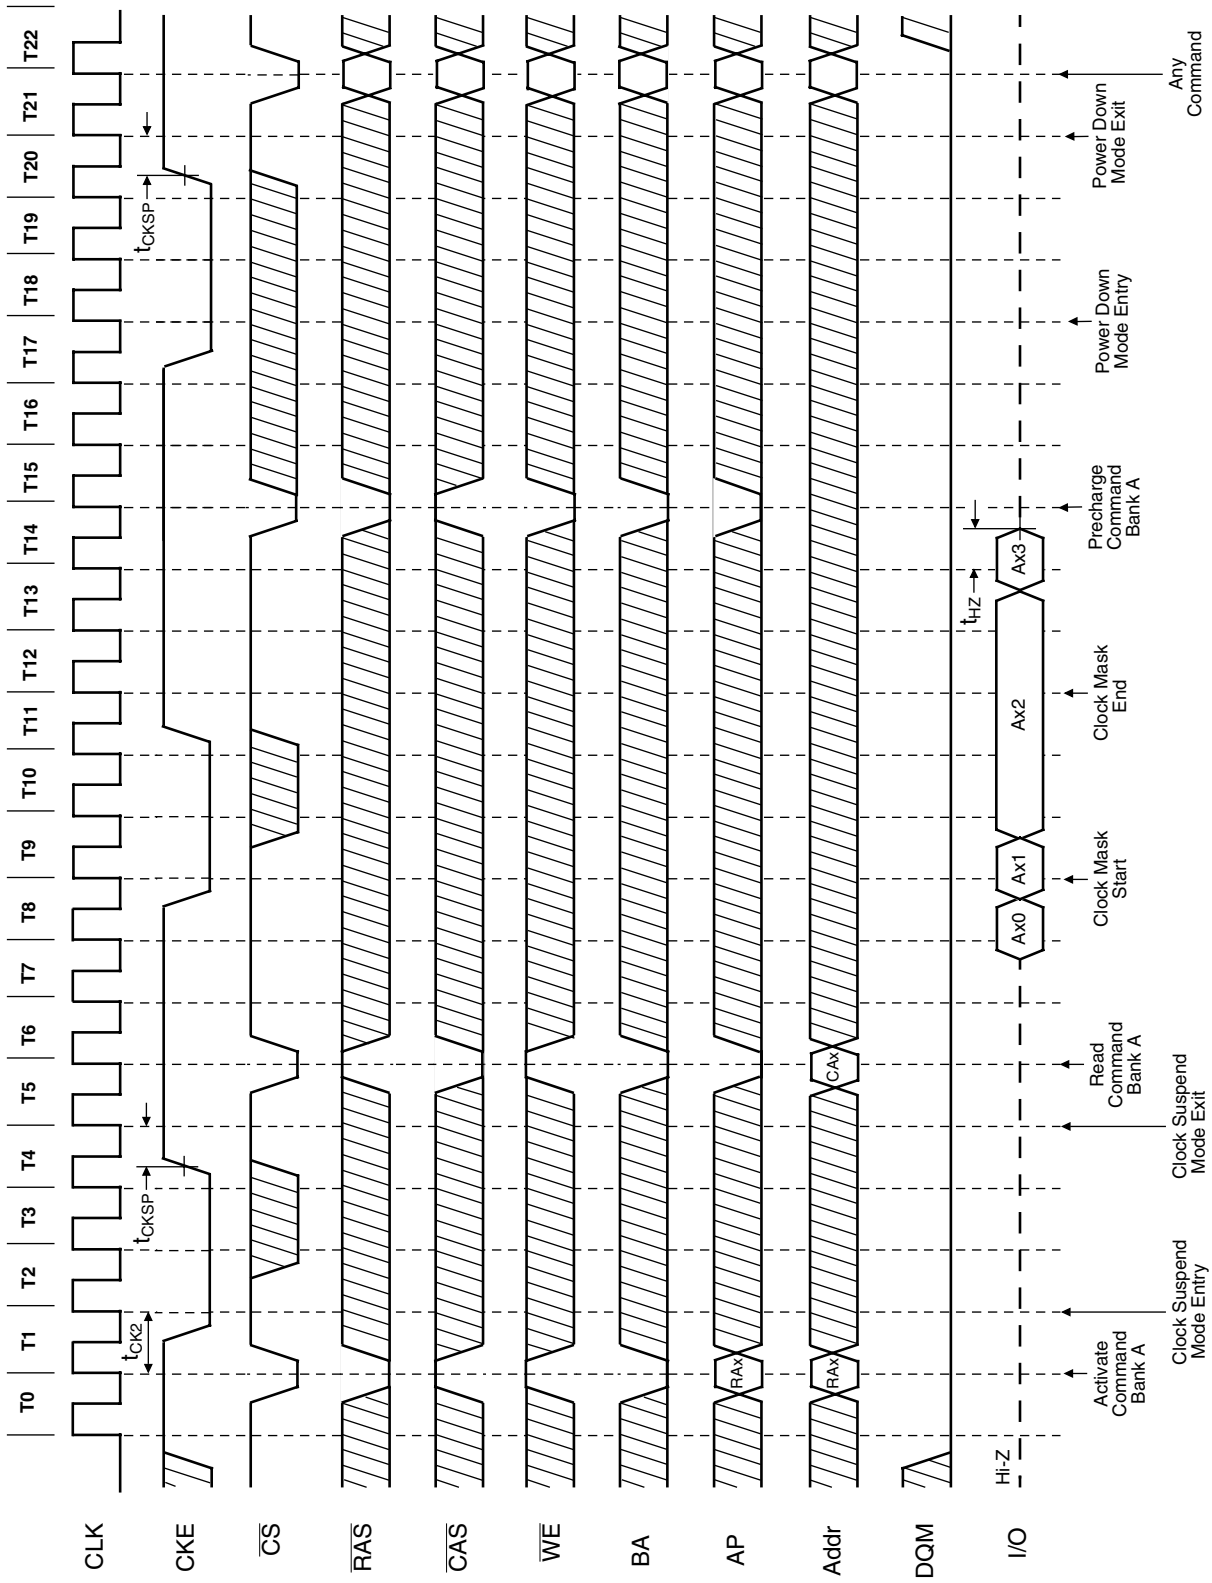 T0 T1 T2 T3 T4 T5 T6 T7 T8 T9 T10 T11 T12 T13 T14 T15 T16 T17 T18 T19 T20 T21 T22
CLK
tCK2
tCKSP
tCKSP
CKE
CS
RAS
CAS
WE
BA
AP
RAx
Addr
RAx
CAx
DQM
I/O
Hi-Z
Ax0
Ax1
Ax2
Ax3
tHZ
Activate
Command
Bank A
Clock Suspend
Mode Entry
Clock Suspend
Mode Exit
Read
Command
Bank A
Clock Mask
Start
Clock Mask
End
Precharge
Command
Bank A
Power Down
Mode Entry
Power Down
Mode Exit
Any
Command